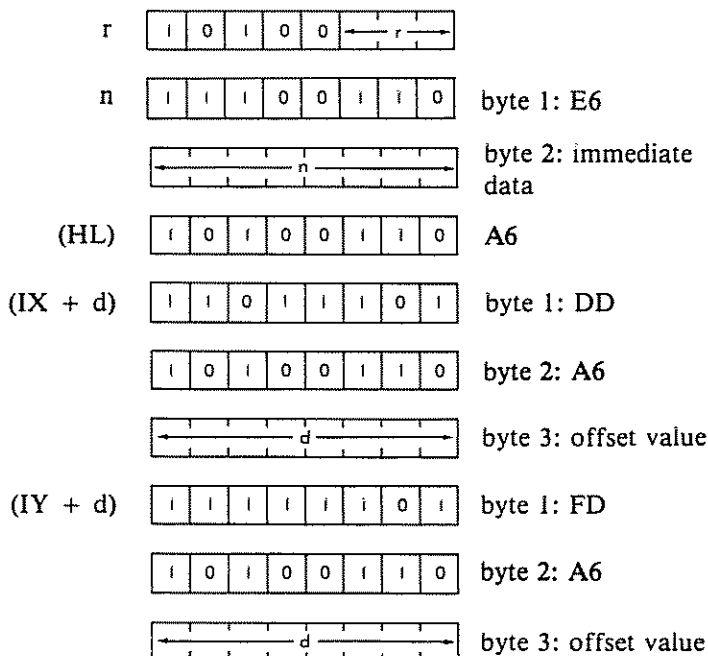 r 1 0 1 0 0 r
n 1 1 1 0 0 1 1 0 byte 1: E6
n byte 2: immediate
data
(HL) 1 0 1 0 0 1 1 0 A6
(IX + d) 1 1 0 1 1 1 0 1 byte 1: DD
1 0 1 0 0 1 1 0 byte 2: A6
d byte 3: offset value
(IY + d) 1 1 1 1 1 1 0 1 byte 1: FD
1 0 1 0 0 1 1 0 byte 2: A6
d byte 3: offset value